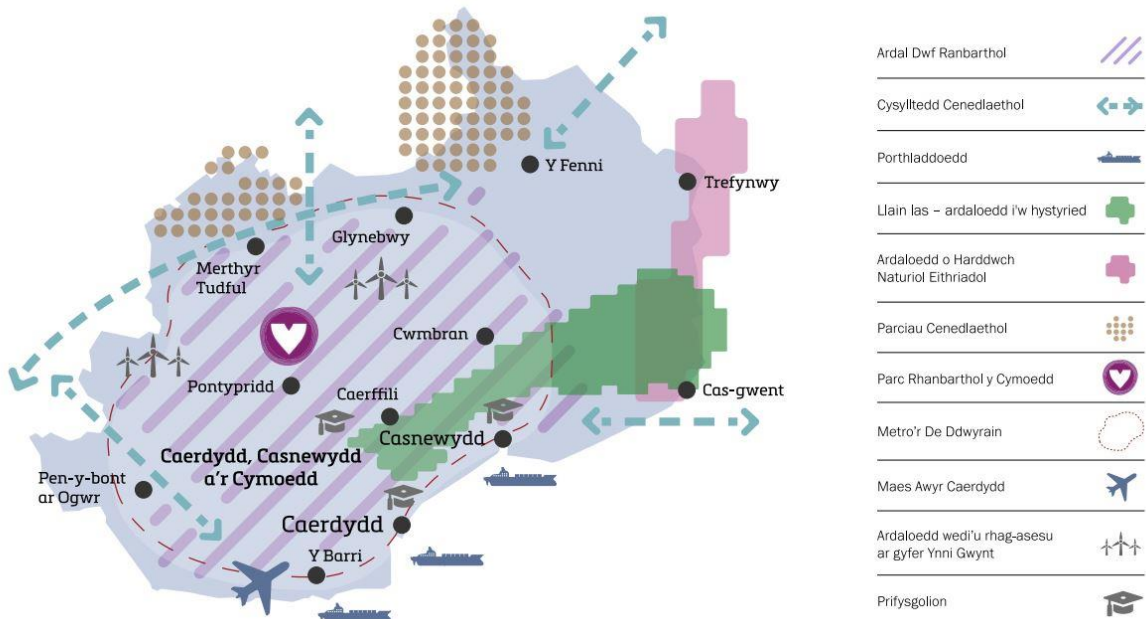 Y Fenni
Trefynwy
Glynebwy
Merthyr
Tudful
Cwmbran
Pontypridd
Caerffili
Cas-gwent
Casnewydd
Caerdydd, Casnewydd
a'r Cymoedd
Pen-y-bont
ar Ogwr
Caerdydd
Y Barri
Ardal Dwf Ranbarthol
Cysylltedd Cenedlaethol
Porthladdoedd
Llain las – ardaloedd i'w hystyried
Ardaloedd o Harddwch
Naturiol Eithriadol
Parciau Cenedlaethol
Parc Rhanbarthol y Cymoedd
Metro'r De Ddwyrain
Maes Awyr Caerdydd
Ardaloedd wedi'u rhag-asesu
ar gyfer Ynni Gwynt
Prifysgolion